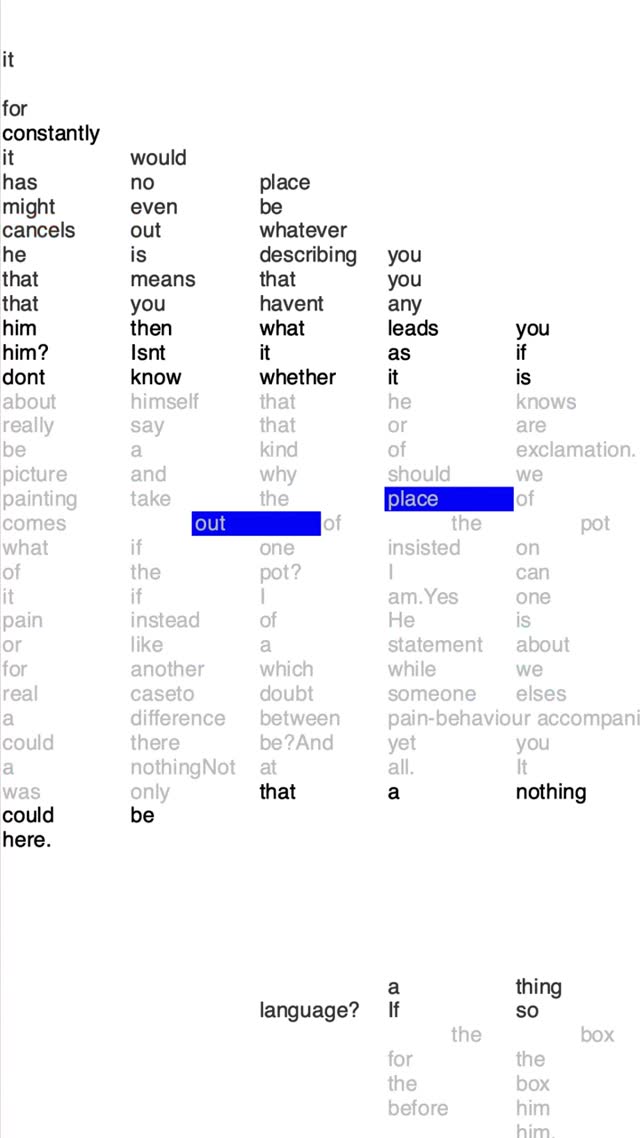 it
for
constantly
it would
has no place
might even be
cancels out whatever
he is describing you
that means that you
that you havent any
him then what leads you
him? Isnt it as if
dont know whether it is
about himself that he knows
really say that or are
be a kind of exclamation.
picture and why should we
painting take the place of
comes out of the pot
what if one insisted on
of the pot? I can
it if I am.Yes one
pain instead of He is
or like a statement about
for another which while we
real caseto doubt someone elses
a difference between pain-behaviour accompani
could there be?And yet you
a nothingNot at all. It
was only that a nothing
could be
here.
a thing
language? If so
the box
for the
the box
before him
him.